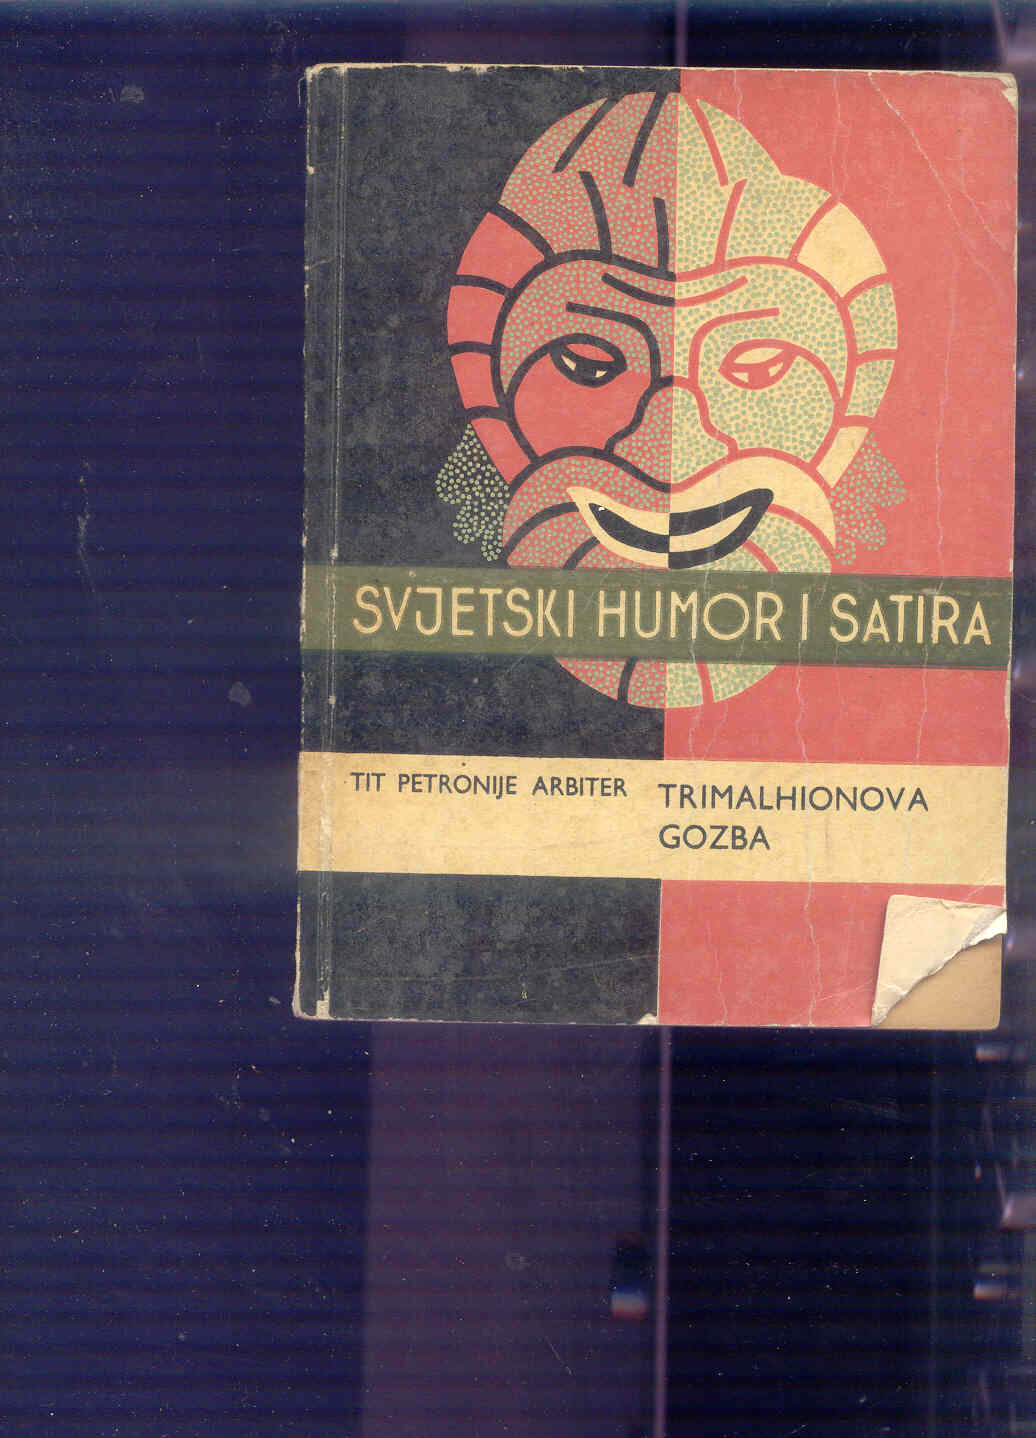 SVJETSKI HUMOR I SATIRA
TIT PETRONIJE ARBITER
TRIMALHIONOVA
GOZBA